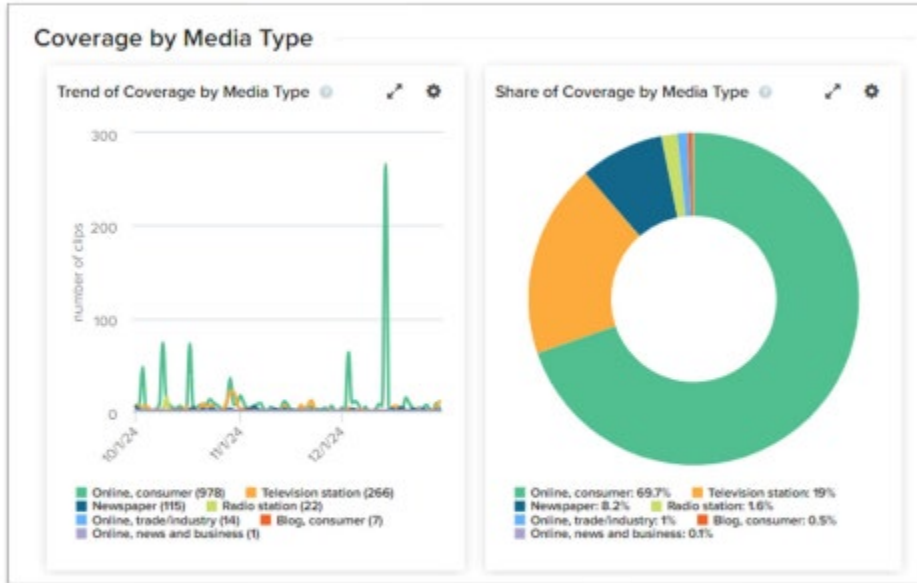 Coverage by Media Type
Trend of Coverage by Media Type
300
200
100
0
number of clips
10/1/24
11/1/24
12/1/24
Online, consumer (978) Television station (266)
Newspaper (115) Radio station (22)
Online, trade/industry (14) Blog, consumer (7)
Online, news and business (1)
Share of Coverage by Media Type
Online, consumer: 69.7% Television station: 19%
Newspaper: 8.2% Radio station: 1.6%
Online, trade/industry: 1% Blog, consumer: 0.5%
Online, news and business: 0.1%